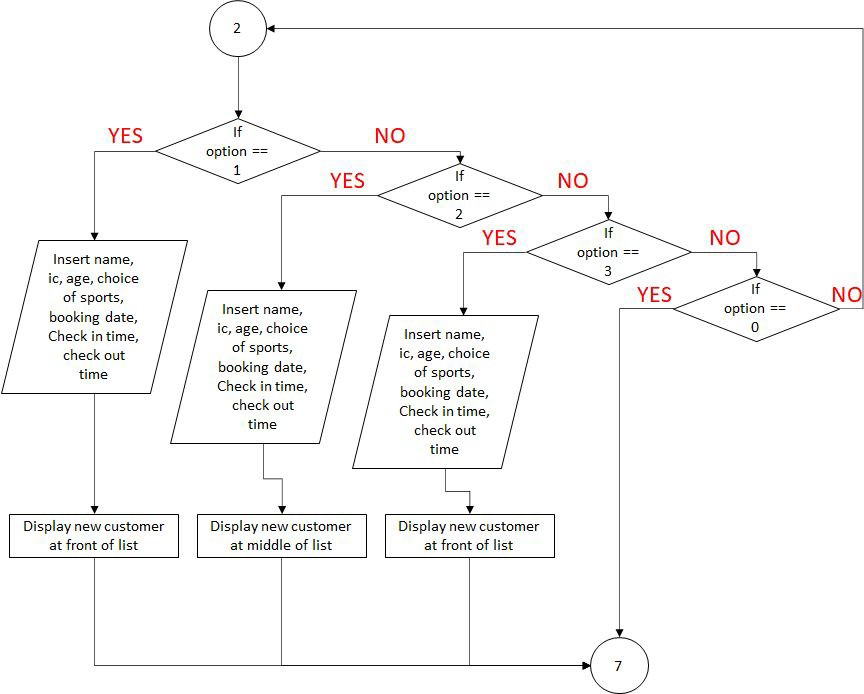 2
YES
If
option ==
1
NO
YES
If
option ==
2
NO
YES
If
option ==
3
NO
YES
If
option ==
0
NO
Insert name,
ic, age, choice
of sports,
booking date,
Check in time,
check out
time
Insert name,
ic, age, choice
of sports,
booking date,
Check in time,
check out
time
Insert name,
ic, age, choice
of sports,
booking date,
Check in time,
check out
time
Display new customer
at front of list
Display new customer
at middle of list
Display new customer
at front of list
7